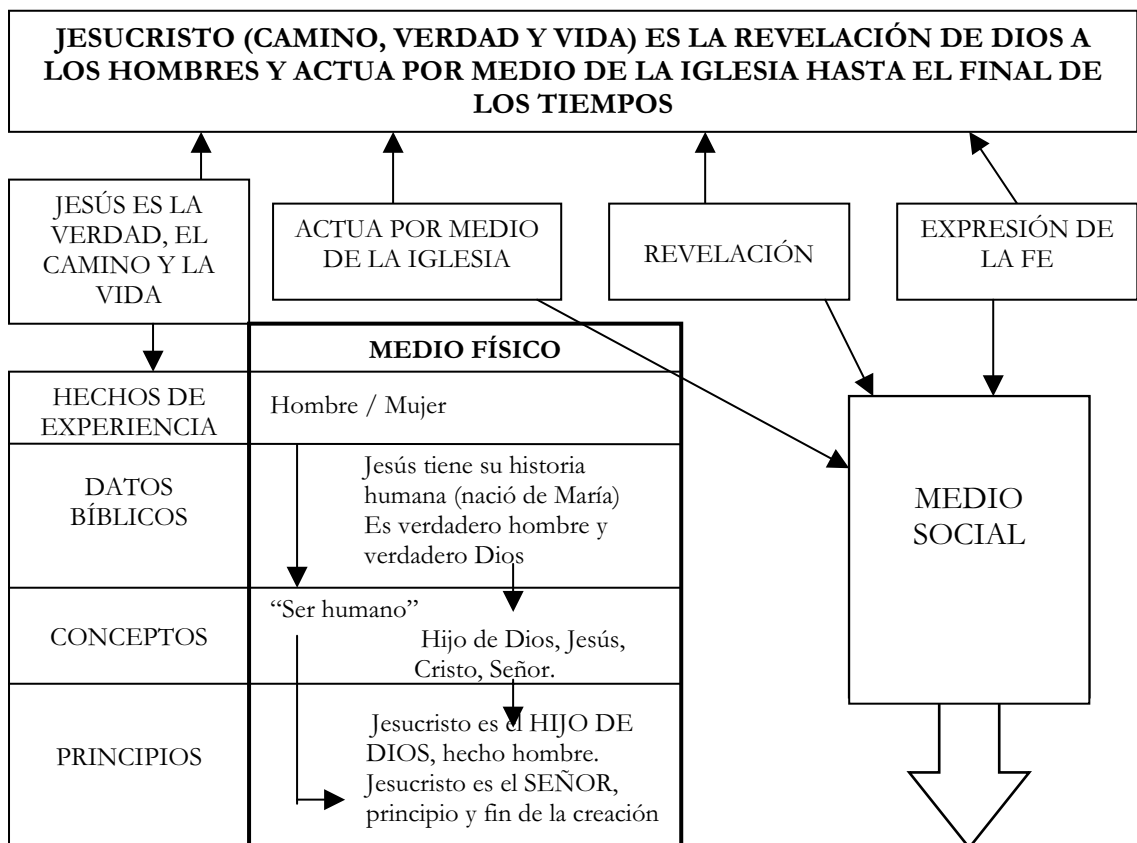 JESUCRISTO (CAMINO, VERDAD Y VIDA) ES LA REVELACIÓN DE DIOS A
LOS HOMBRES Y ACTUA POR MEDIO DE LA IGLESIA HASTA EL FINAL DE
LOS TIEMPOS
JESÚS ES LA
VERDAD, EL
CAMINO Y LA
VIDA
ACTUA POR MEDIO
DE LA IGLESIA
REVELACIÓN
EXPRESIÓN DE
LA FE
MEDIO FÍSICO
HECHOS DE
EXPERIENCIA
Hombre / Mujer
DATOS
BÍBLICOS
Jesús tiene su historia
humana (nació de María)
Es verdadero hombre y
verdadero Dios
CONCEPTOS
“Ser humano”
Hijo de Dios, Jesús,
Cristo, Señor.
PRINCIPIOS
Jesucristo es el HIJO DE
DIOS, hecho hombre.
Jesucristo es el SEÑOR,
principio y fin de la creación
MEDIO
SOCIAL